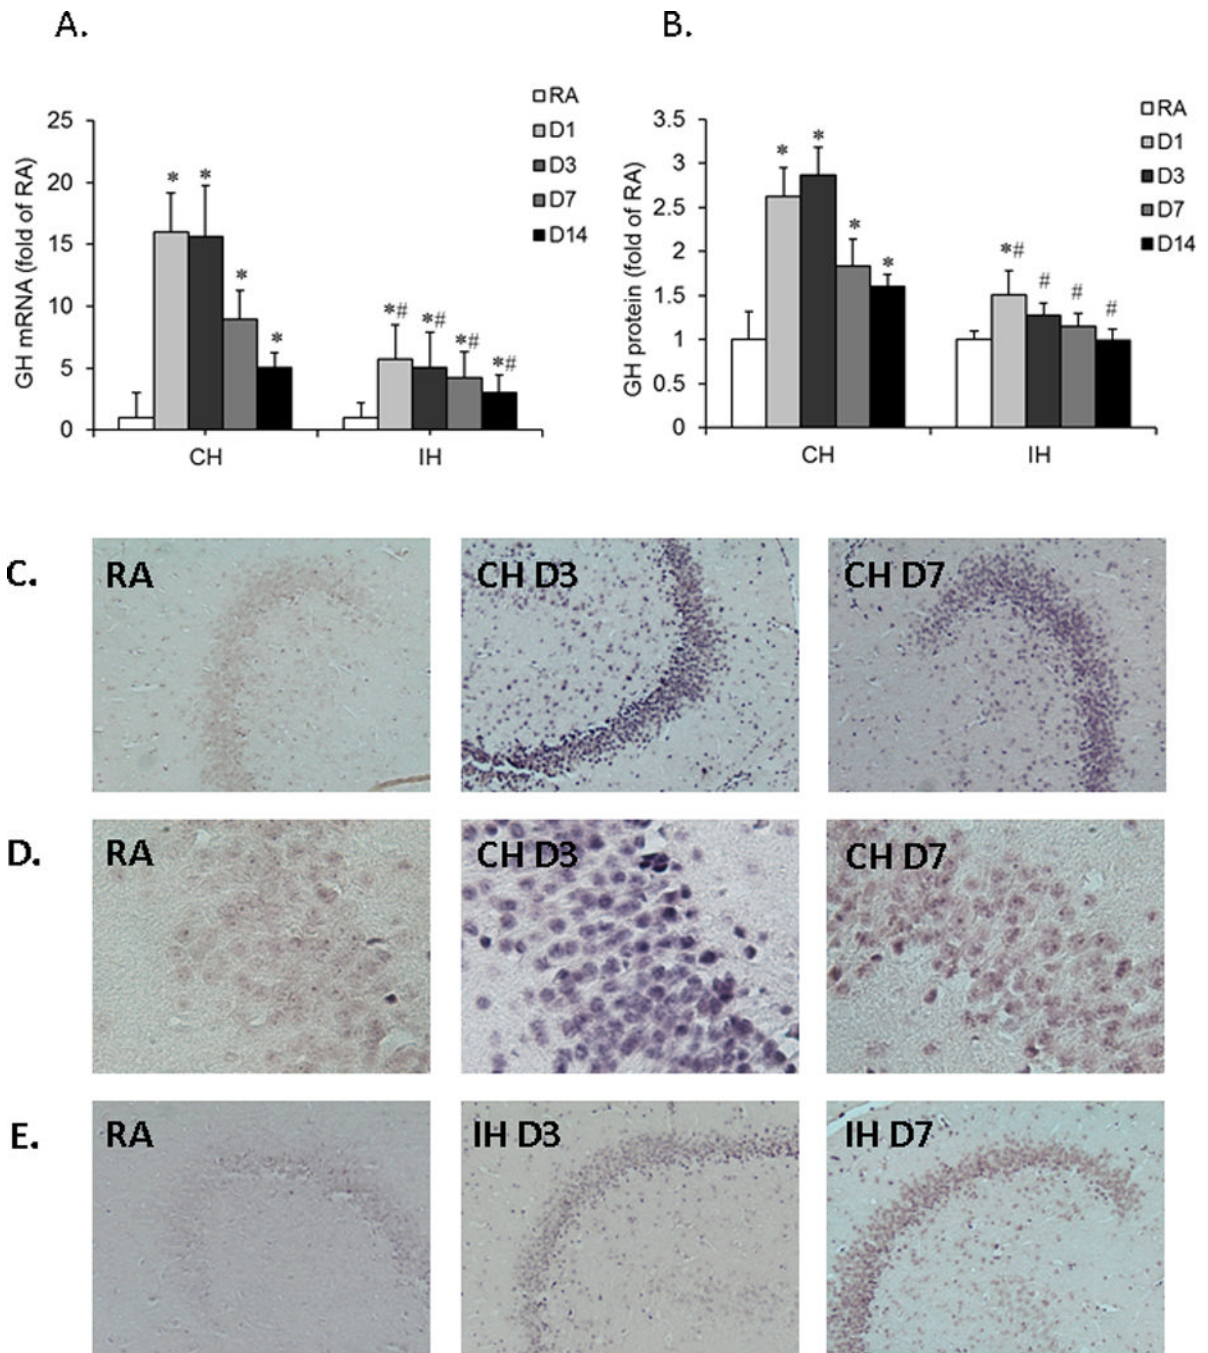 A.
GH mRNA (fold of RA)
25
20
15
10
5
0
* * * * *# *# *# *#
CH IH
RA
D1
D3
D7
D14
B.
GH protein (fold of RA)
3.5
3
2.5
2
1.5
1
0.5
0
* * * * *# # # #
CH IH
RA
D1
D3
D7
D14
C. RA CH D3 CH D7
D. RA CH D3 CH D7
E. RA IH D3 IH D7